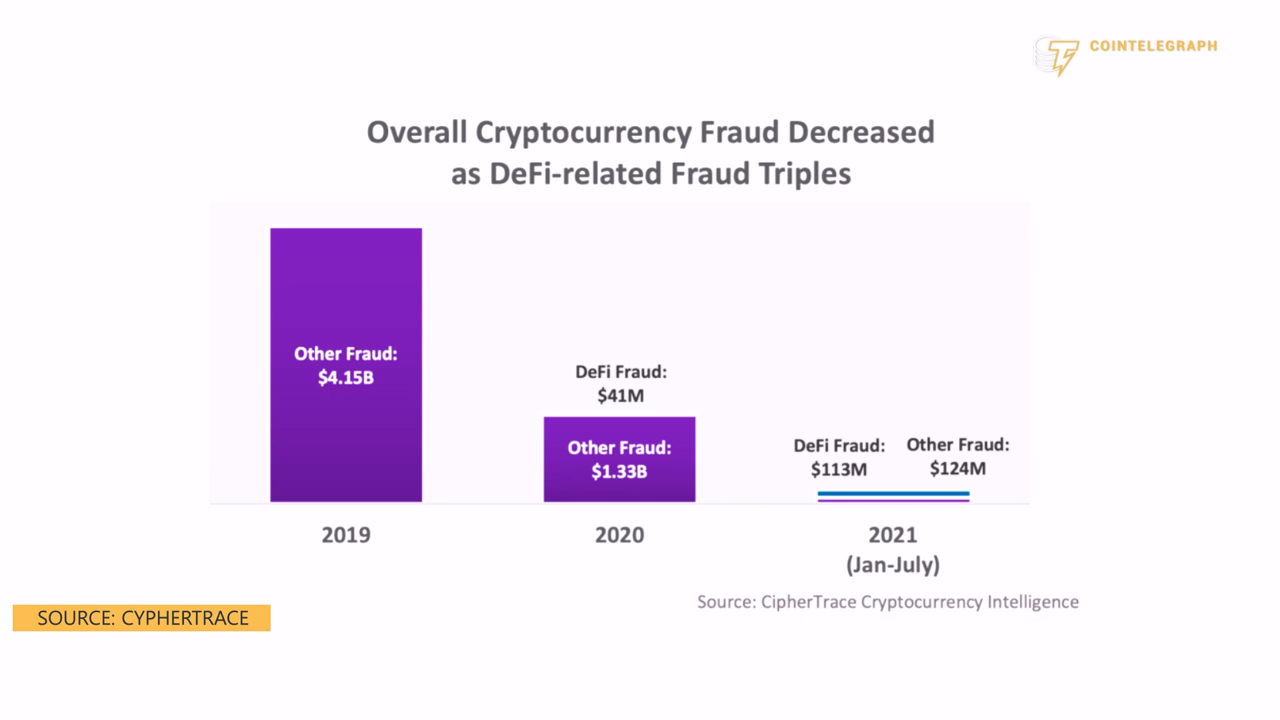 COINTELEGRAPH
Overall Cryptocurrency Fraud Decreased
as DeFi-related Fraud Triples
Other Fraud:
$4.15B
DeFi Fraud:
$41M
Other Fraud:
$1.33B
DeFi Fraud:
$113M
Other Fraud:
$124M
2019
2020
2021
(Jan-July)
Source: CipherTrace Cryptocurrency Intelligence
SOURCE: CYPHERTRACE